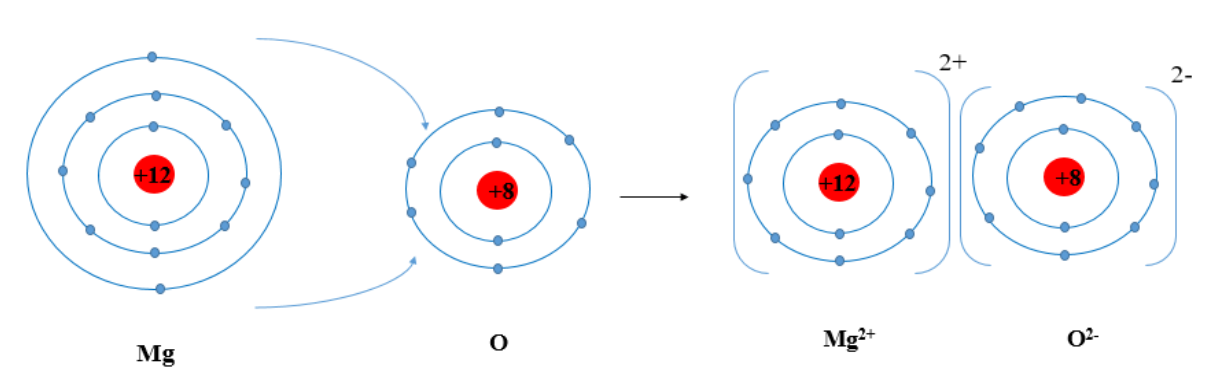 2+
2-
+12
+8
+12
+8
Mg
O
Mg²⁺
O²⁻